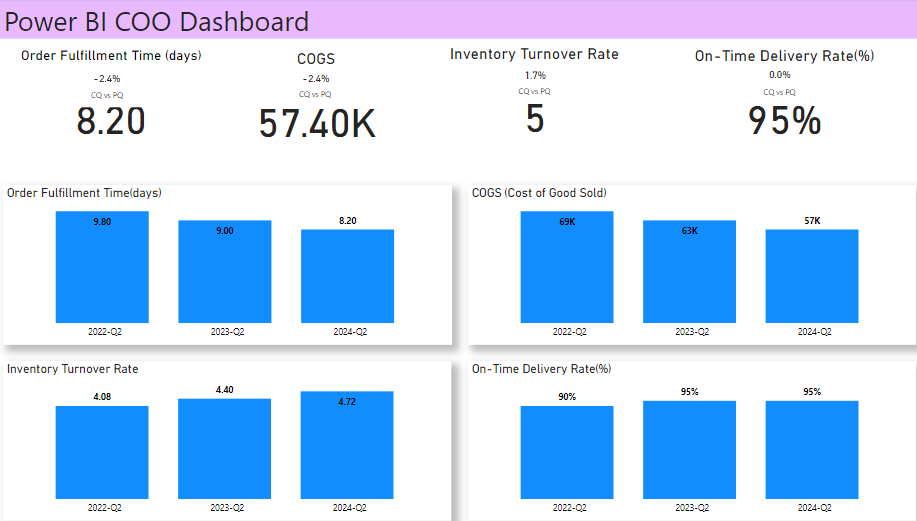 Power BI COO Dashboard
Order Fulfillment Time (days)
-2.4%
CQ vs PQ
8.20
COGS
-2.4%
CQ vs PQ
57.40K
Inventory Turnover Rate
1.7%
CQ vs PQ
5
On-Time Delivery Rate(%)
0.0%
CQ vs PQ
95%
Order Fulfillment Time(days)
9.80
9.00
8.20
2022-Q2
2023-Q2
2024-Q2
COGS (Cost of Good Sold)
69K
63K
57K
2022-Q2
2023-Q2
2024-Q2
Inventory Turnover Rate
4.08
4.40
4.72
2022-Q2
2023-Q2
2024-Q2
On-Time Delivery Rate(%)
90%
95%
95%
2022-Q2
2023-Q2
2024-Q2